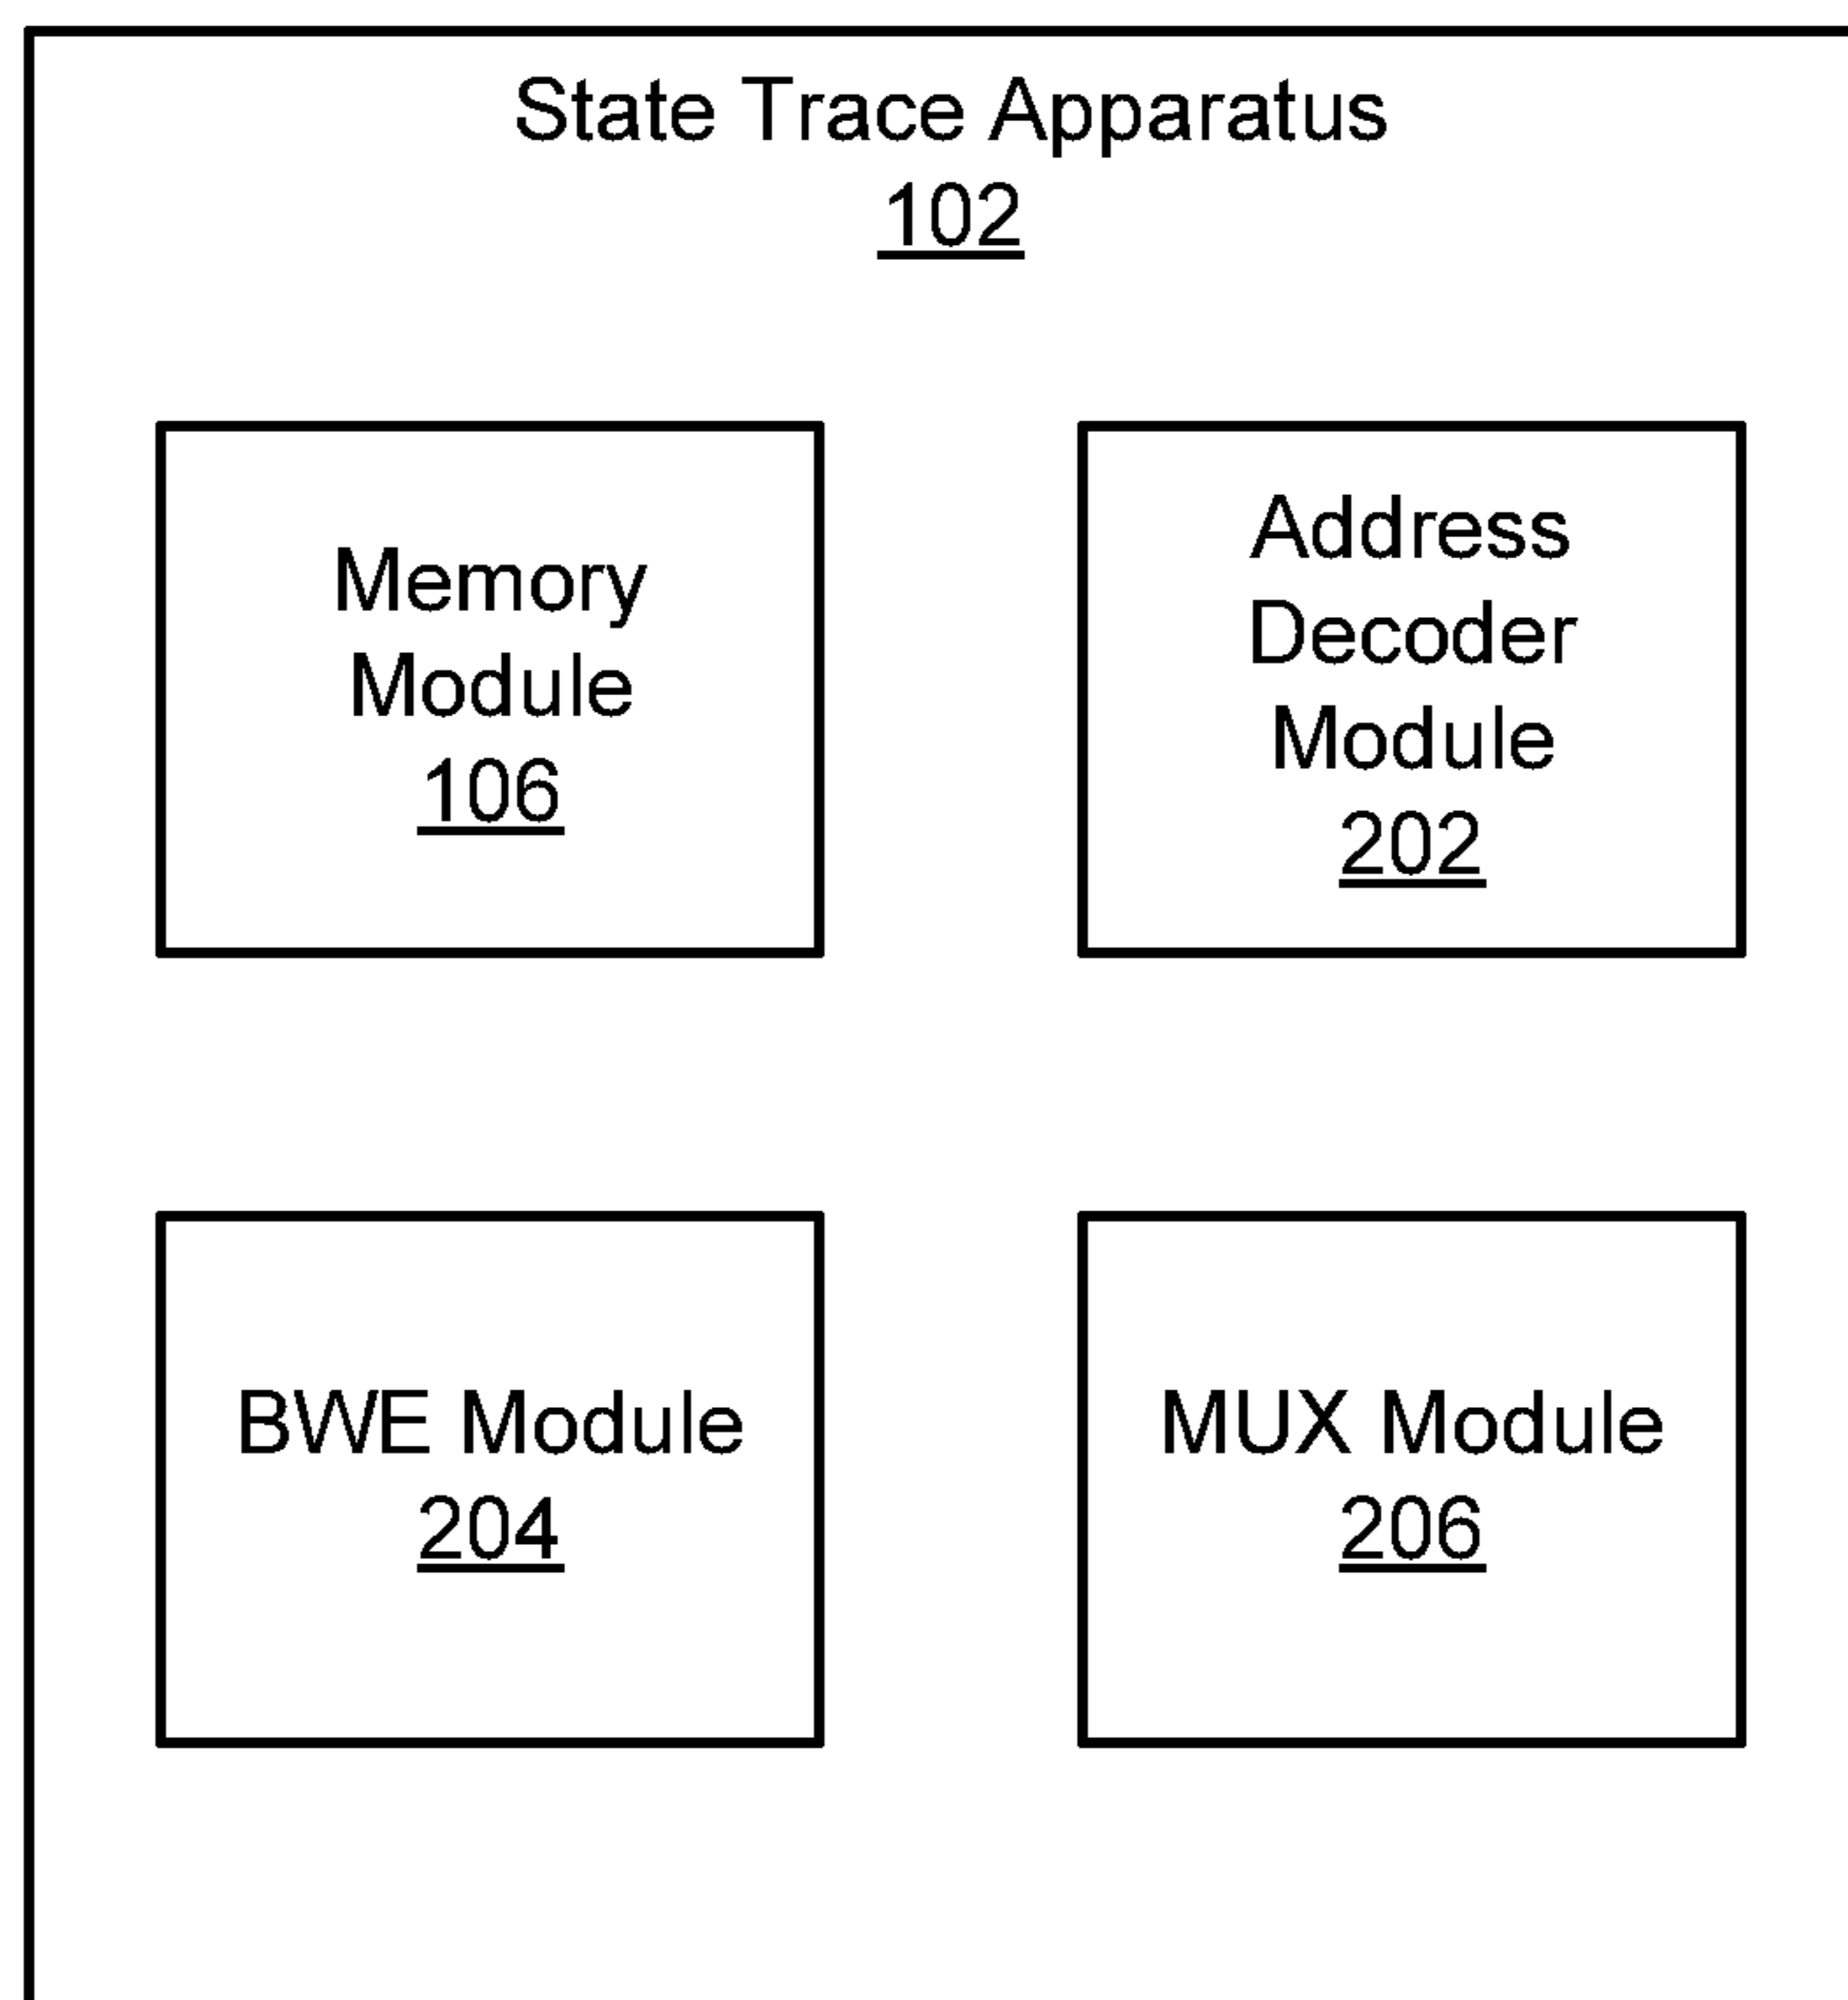 State Trace Apparatus
102
Memory
Module
106
Address
Decoder
Module
202
BWE Module
204
MUX Module
206